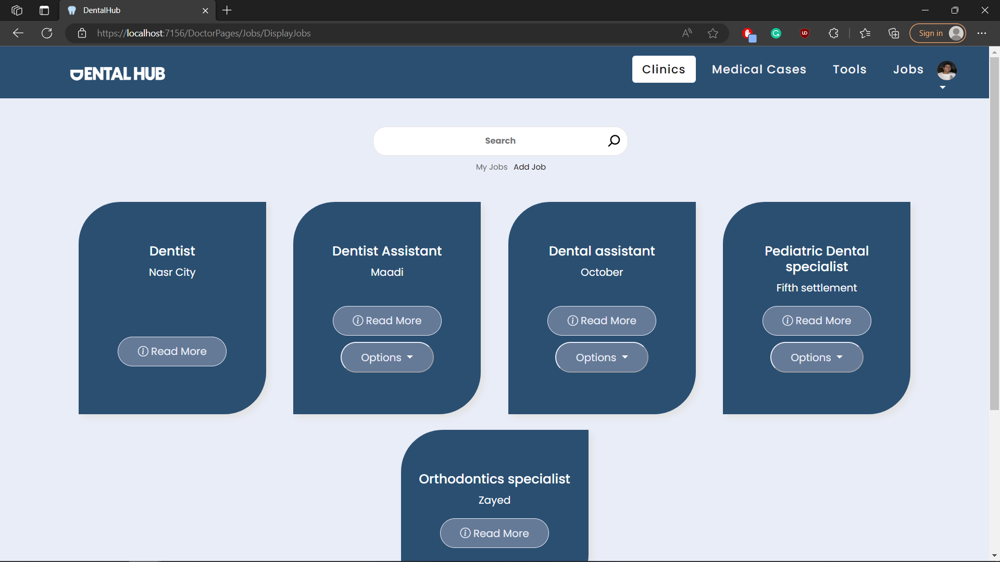 DentalHub
https://localhost:7156/DoctorPages/Jobs/DisplayJobs
Sign in
DENTAL HUB
Clinics
Medical Cases
Tools
Jobs
Search
My Jobs Add Job
Dentist
Nasr City
Read More
Dentist Assistant
Maadi
Read More
Options
Dental assistant
October
Read More
Options
Pediatric Dental
specialist
Fifth settlement
Read More
Options
Orthodontics specialist
Zayed
Read More